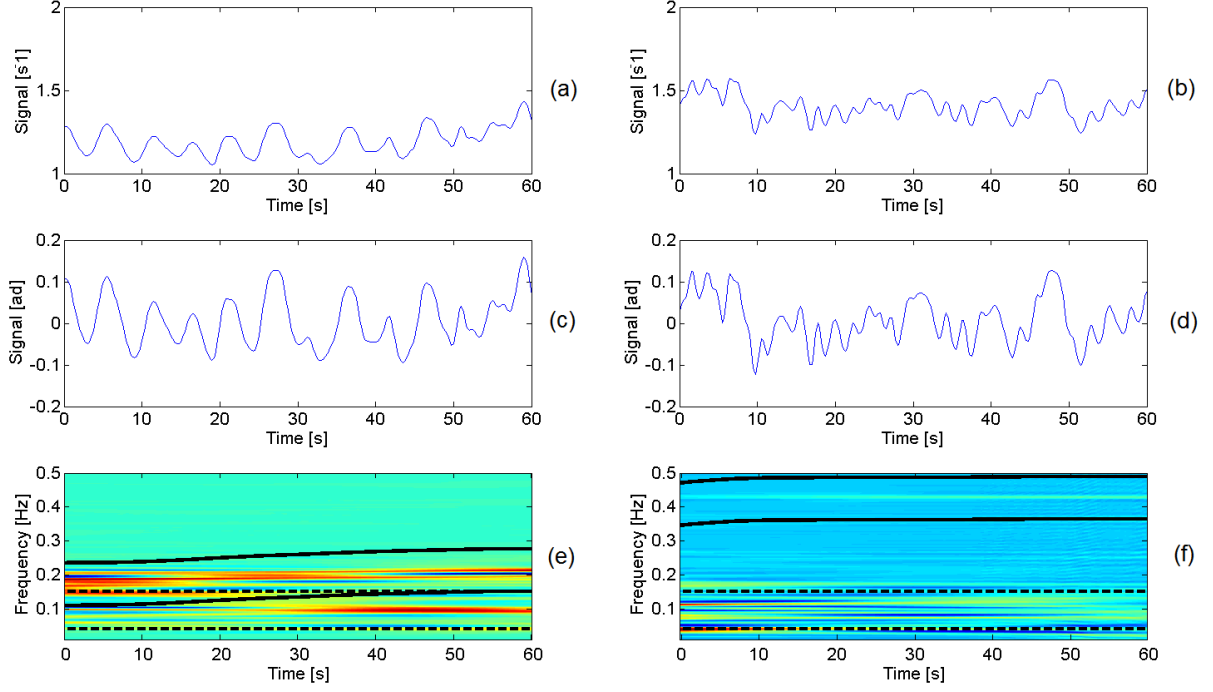 2
1.5
1
Signal [s-1]
0 10 20 30 40 50 60
Time [s]
(a)
2
1.5
1
Signal [s-1]
0 10 20 30 40 50 60
Time [s]
(b)
0.2
0.1
0
-0.1
-0.2
Signal [ad]
0 10 20 30 40 50 60
Time [s]
(c)
0.2
0.1
0
-0.1
-0.2
Signal [ad]
0 10 20 30 40 50 60
Time [s]
(d)
0.5
0.4
0.3
0.2
0.1
Frequency [Hz]
0 10 20 30 40 50 60
Time [s]
(e)
0.5
0.4
0.3
0.2
0.1
Frequency [Hz]
0 10 20 30 40 50 60
Time [s]
(f)